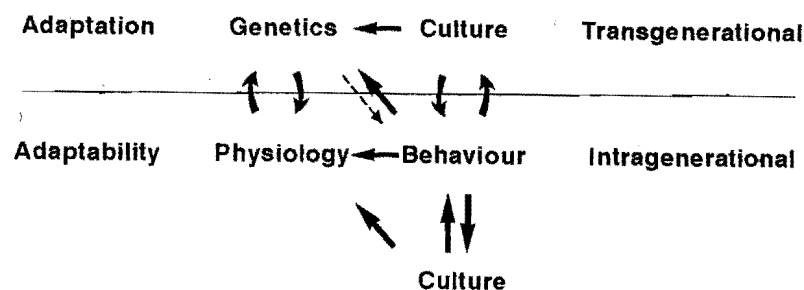 Adaptation Genetics Culture Transgenerational
Adaptability Physiology Behaviour Intragenerational
Culture